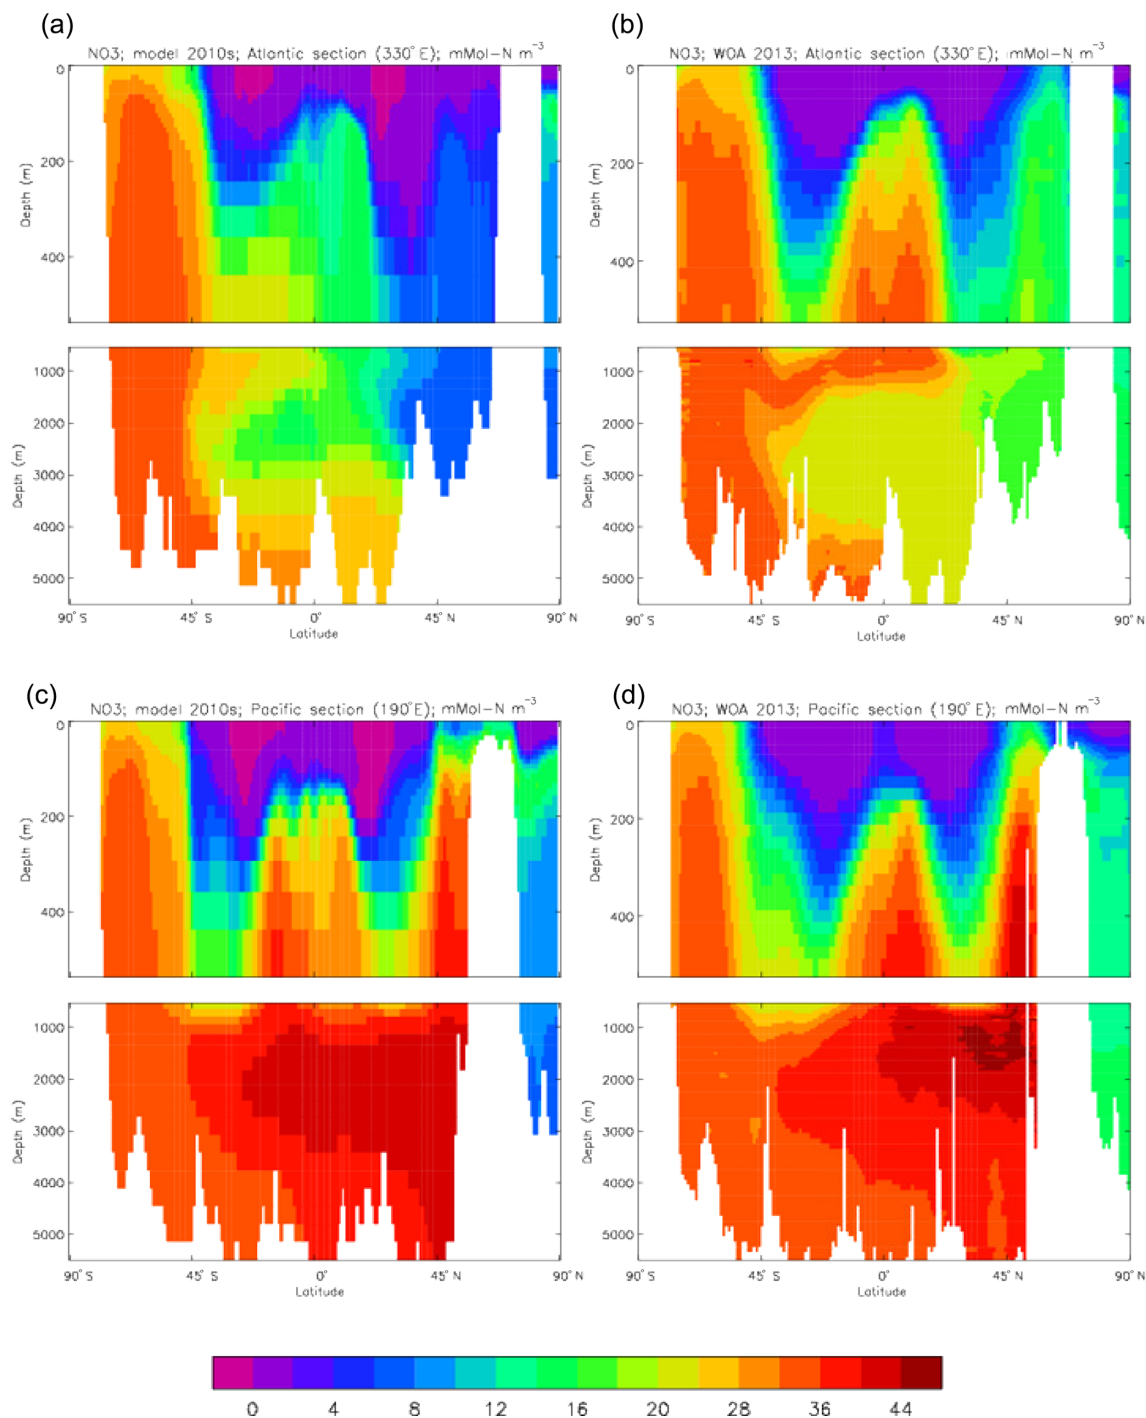 (a)
(b)
NO3; model 2010s; Atlantic section (330°E); mMol-N m⁻³
NO3; WOA 2013; Atlantic section (330°E); mMol-N m⁻³
0
200
400
Depth (m)
0
200
400
Depth (m)
1000
2000
3000
4000
5000
Depth (m)
1000
2000
3000
4000
5000
Depth (m)
90°S 45°S 0° 45°N 90°N
Latitude
90°S 45°S 0° 45°N 90°N
Latitude
(c)
(d)
NO3; model 2010s; Pacific section (190°E); mMol-N m⁻³
NO3; WOA 2013; Pacific section (190°E); mMol-N m⁻³
0
200
400
Depth (m)
0
200
400
Depth (m)
1000
2000
3000
4000
5000
Depth (m)
1000
2000
3000
4000
5000
Depth (m)
90°S 45°S 0° 45°N 90°N
Latitude
90°S 45°S 0° 45°N 90°N
Latitude
0 4 8 12 16 20 28 36 44